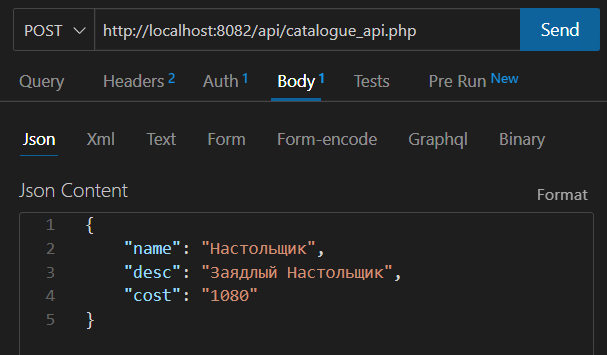 POST http://localhost:8082/api/catalogue_api.php Send
Query Headers 2 Auth 1 Body 1 Tests Pre Run New
Json Xml Text Form Form-encode Graphql Binary
Json Content Format
1 {
2 "name": "Настольщик",
3 "desc": "Заядлый Настольщик",
4 "cost": "1080"
5 }